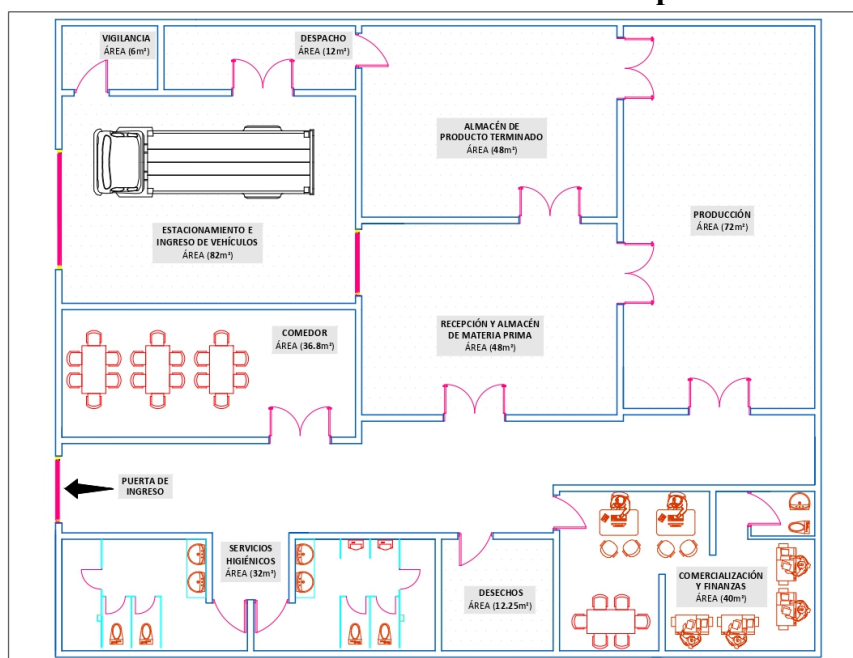 VIGILANCIA
ÁREA (6m²)
DESPACHO
ÁREA (12m²)
ALMACÉN DE
PRODUCTO TERMINADO
ÁREA (48m²)
PRODUCCIÓN
ÁREA (72m²)
ESTACIONAMIENTO E
INGRESO DE VEHÍCULOS
ÁREA (82m²)
COMEDOR
ÁREA (36.8m²)
RECEPCIÓN Y ALMACÉN
DE MATERIA PRIMA
ÁREA (48m²)
PUERTA DE
INGRESO
SERVICIOS
HIGIÉNICOS
ÁREA (32m²)
DESECHOS
ÁREA (12.25m²)
COMERCIALIZACIÓN
Y FINANZAS
ÁREA (40m²)